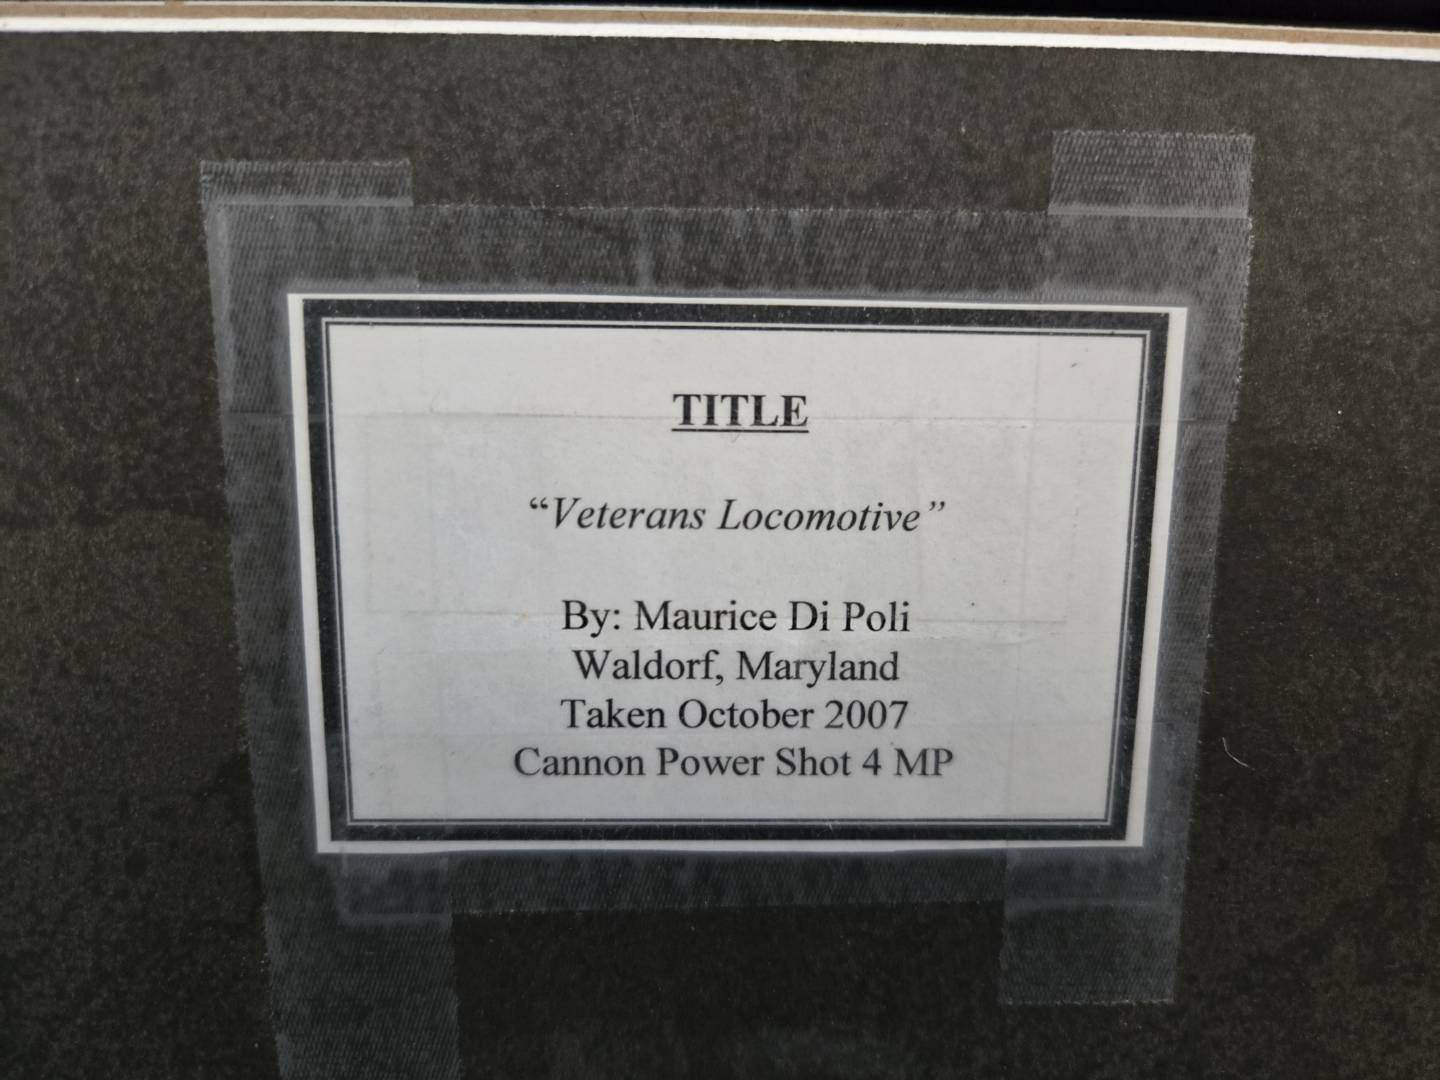 TITLE
“Veterans Locomotive”
By: Maurice Di Poli
Waldorf, Maryland
Taken October 2007
Cannon Power Shot 4 MP